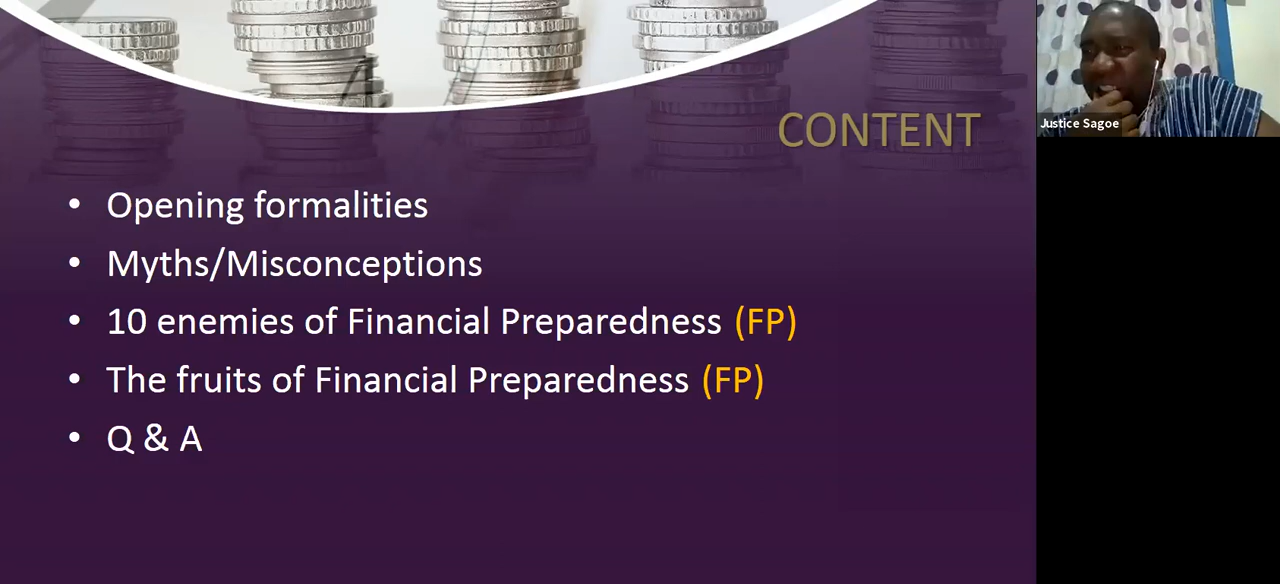 CONTENT
• Opening formalities
• Myths/Misconceptions
• 10 enemies of Financial Preparedness (FP)
• The fruits of Financial Preparedness (FP)
• Q & A
Justice Sagoe